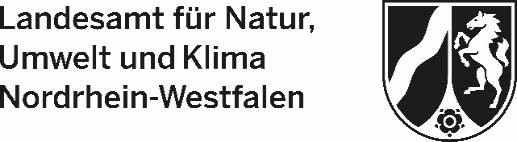 Landesamt für Natur,
Umwelt und Klima
Nordrhein-Westfalen